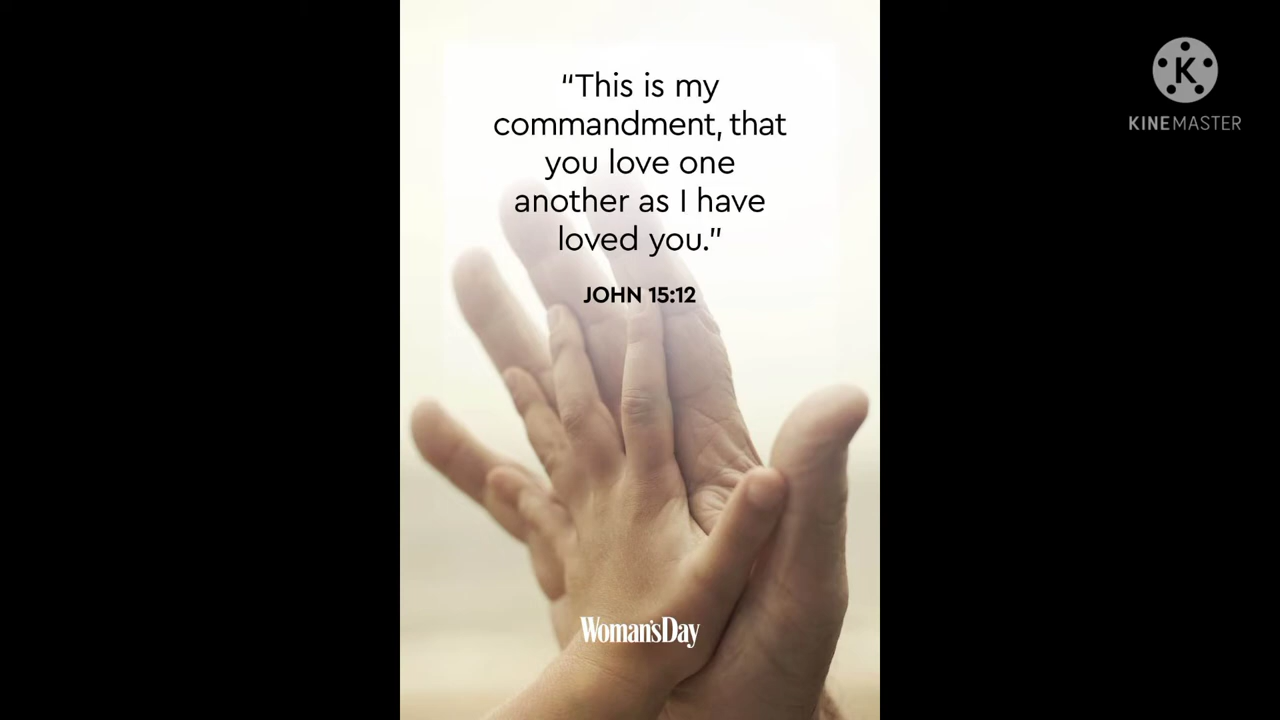 “This is my
commandment, that
you love one
another as I have
loved you.”
JOHN 15:12
Woman'sDay
K
KINEMASTER